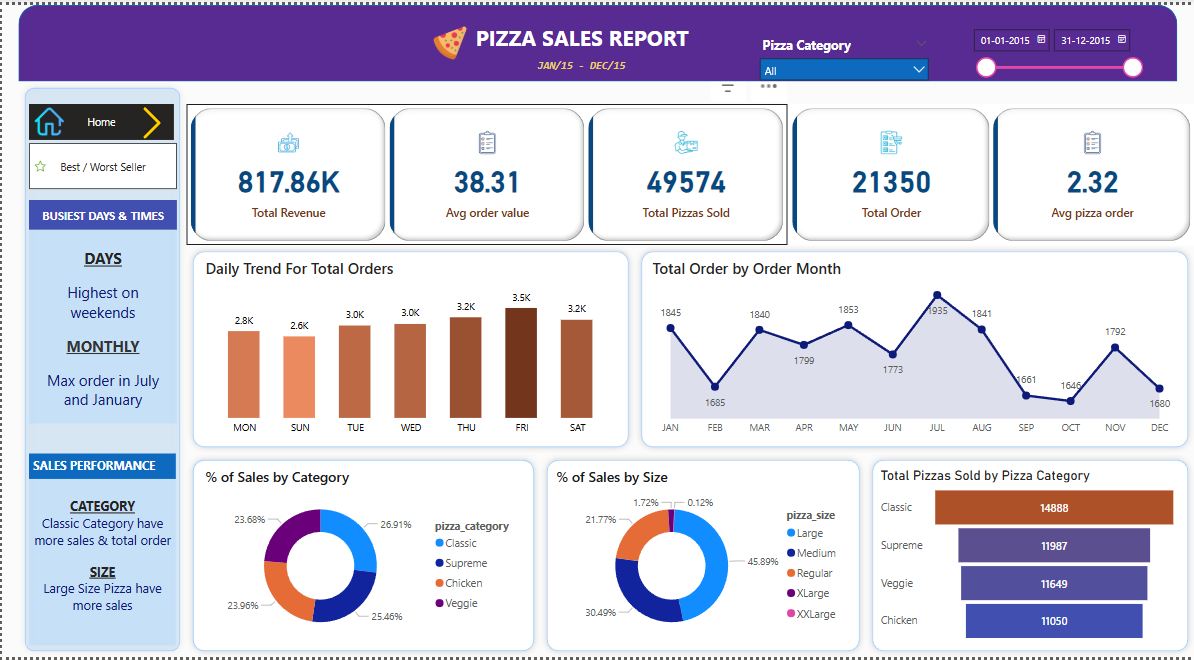 PIZZA SALES REPORT
JAN/15 - DEC/15
Pizza Category
All
01-01-2015
31-12-2015
Home
Best / Worst Seller
BUSIEST DAYS & TIMES
DAYS
Highest on
weekends
MONTHLY
Max order in July
and January
SALES PERFORMANCE
CATEGORY
Classic Category have
more sales & total order
SIZE
Large Size Pizza have
more sales
817.86K
Total Revenue
38.31
Avg order value
49574
Total Pizzas Sold
21350
Total Order
2.32
Avg pizza order
Daily Trend For Total Orders
2.8K
2.6K
3.0K
3.0K
3.2K
3.5K
3.2K
MON
SUN
TUE
WED
THU
FRI
SAT
Total Order by Order Month
1845
1685
1840
1799
1853
1773
1935
1841
1661
1646
1792
1680
JAN
FEB
MAR
APR
MAY
JUN
JUL
AUG
SEP
OCT
NOV
DEC
% of Sales by Category
26.91%
25.46%
23.96%
23.68%
pizza_category
Classic
Supreme
Chicken
Veggie
% of Sales by Size
1.72%
0.12%
21.77%
45.89%
30.49%
pizza_size
Large
Medium
Regular
XLarge
XXLarge
Total Pizzas Sold by Pizza Category
Classic
14888
Supreme
11987
Veggie
11649
Chicken
11050